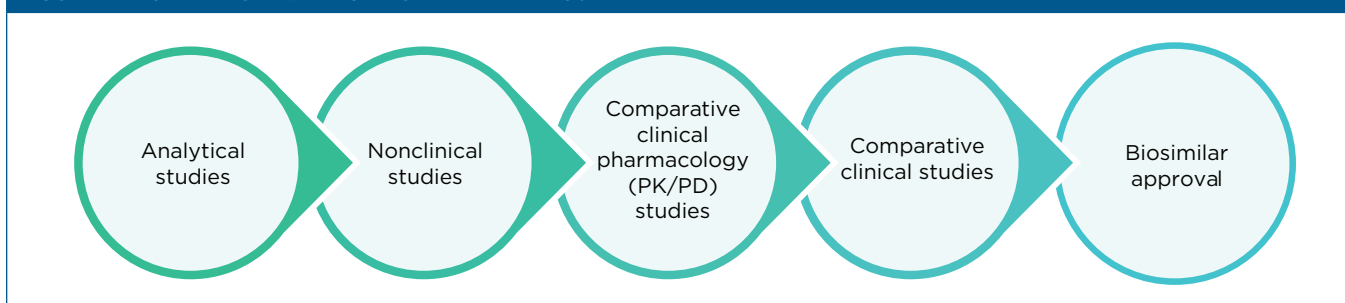 Analytical
studies
Nonclinical
studies
Comparative
clinical
pharmacology
(PK/PD)
studies
Comparative
clinical studies
Biosimilar
approval